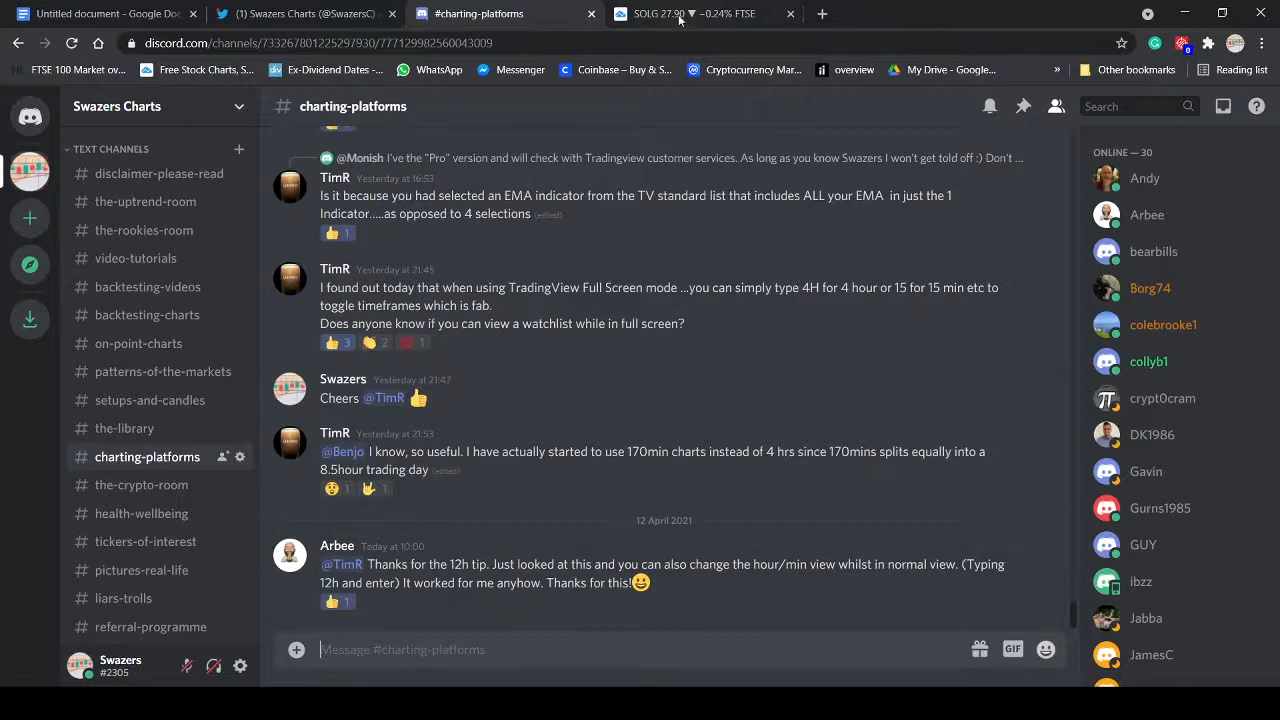 Untitled document - Google Doc
(1) Swazers Charts (@SwazersC)
#charting-platforms
SOLG 27.90 ▼ −0.24% FTSE
discord.com/channels/733267801225297930/777129982560043009
FTSE 100 Market ov...
Free Stock Charts, S...
Ex-Dividend Dates -...
WhatsApp
Messenger
Coinbase – Buy & S...
Cryptocurrency Mar...
overview
My Drive - Google...
»
Other bookmarks
Reading list
Swazers Charts
# charting-platforms
Search
TEXT CHANNELS
# disclaimer-please-read
# the-uptrend-room
# the-rookies-room
# video-tutorials
# backtesting-videos
# backtesting-charts
# on-point-charts
# patterns-of-the-markets
# setups-and-candles
# the-library
# charting-platforms
# the-crypto-room
# health-wellbeing
# tickers-of-interest
# pictures-real-life
# liars-trolls
# referral-programme
Swazers
#2305
@Monish I've the "Pro" version and will check with Tradingview customer services. As long as you know Swazers I won't get told off :) Don't ...
TimR Yesterday at 16:53
Is it because you had selected an EMA indicator from the TV standard list that includes ALL your EMA in just the 1
Indicator.....as opposed to 4 selections (edited)
👍 1
TimR Yesterday at 21:45
I found out today that when using TradingView Full Screen mode ...you can simply type 4H for 4 hour or 15 for 15 min etc to
toggle timeframes which is fab.
Does anyone know if you can view a watchlist while in full screen?
👍 3 👏 2 💯 1
Swazers Yesterday at 21:47
Cheers @TimR 👍
TimR Yesterday at 21:53
@Benjo I know, so useful. I have actually started to use 170min charts instead of 4 hrs since 170mins splits equally into a
8.5hour trading day (edited)
😲 1 🤟 1
12 April 2021
Arbee Today at 10:00
@TimR Thanks for the 12h tip. Just looked at this and you can also change the hour/min view whilst in normal view. (Typing
12h and enter) It worked for me anyhow. Thanks for this!😀
👍 1
Message #charting-platforms
GIF
ONLINE — 30
Andy
Arbee
bearbills
Borg74
colebrooke1
collyb1
crypt0cram
DK1986
Gavin
Gurns1985
GUY
ibzz
Jabba
JamesC